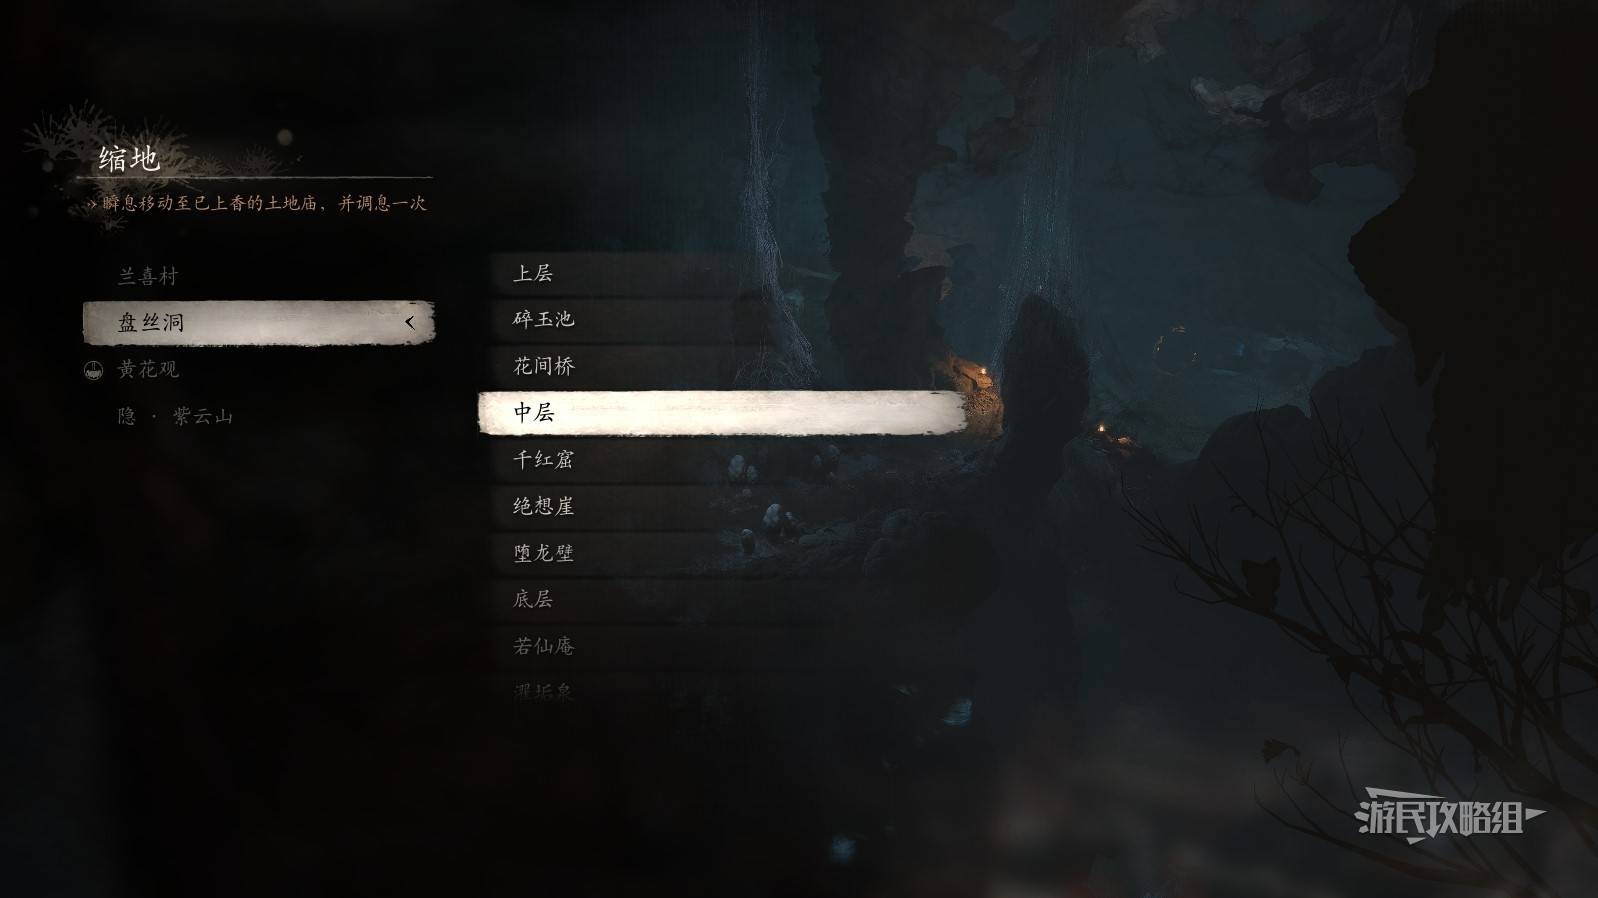 缩地
瞬息移动至已上香的土地庙，并调息一次
兰喜村
盘丝洞
黄花观
隐 · 紫云山
上层
碎玉池
花间桥
中层
千红窟
绝想崖
堕龙壁
底层
若仙庵
濯垢泉
游民攻略组